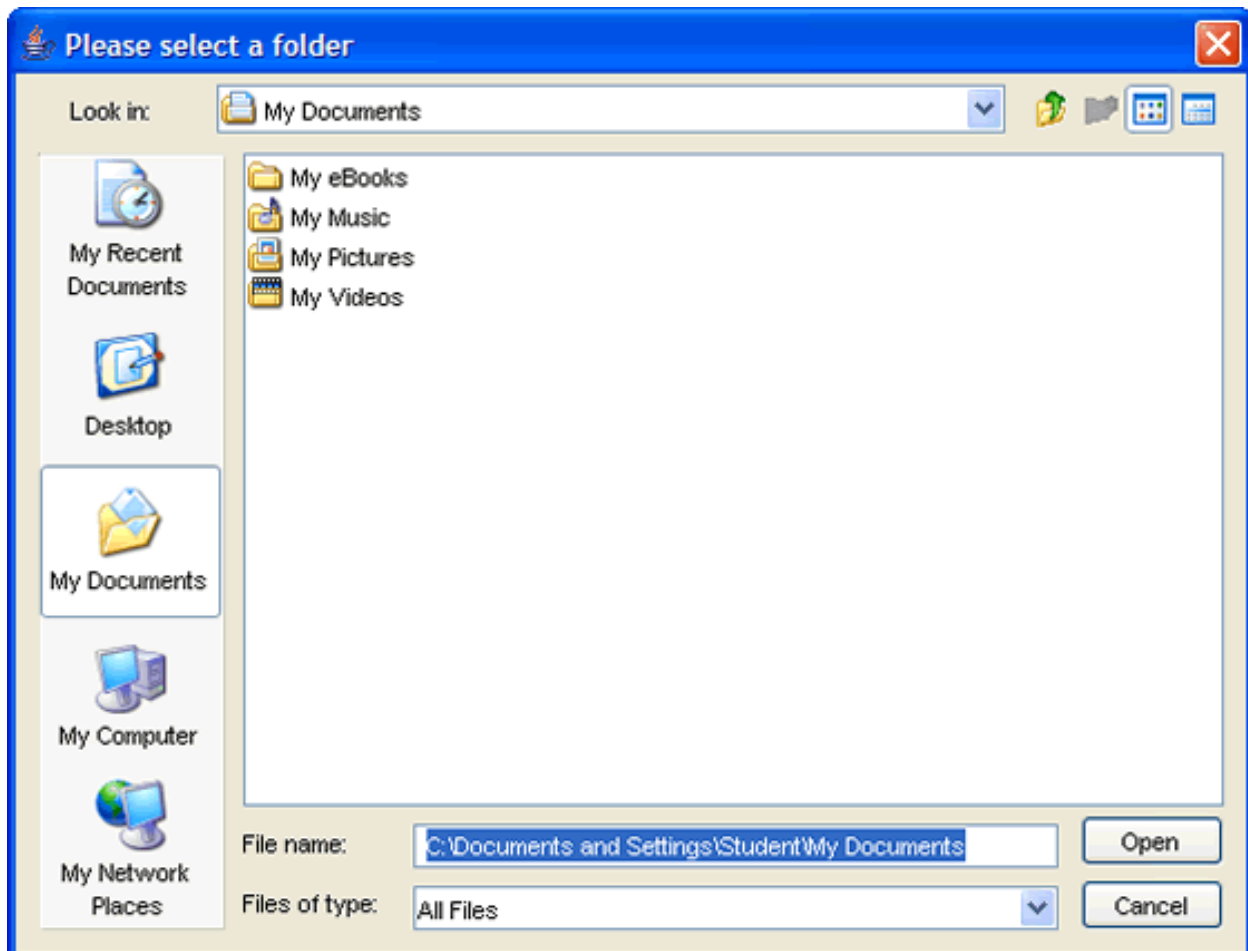 Please select a folder
Look in:
My Documents
My Recent
Documents
Desktop
My Documents
My Computer
My Network
Places
My eBooks
My Music
My Pictures
My Videos
File name:
C:\Documents and Settings\Student\My Documents
Open
Files of type:
All Files
Cancel